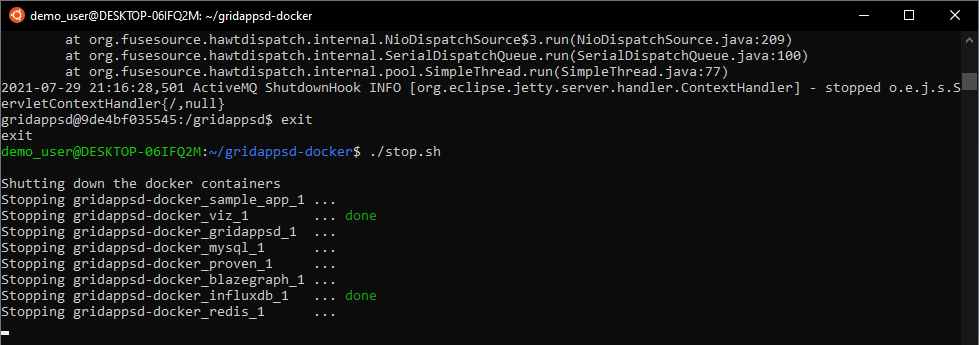 demo_user@DESKTOP-06IFQ2M: ~/gridappsd-docker
at org.fusesource.hawtdispatch.internal.NioDispatchSource$3.run(NioDispatchSource.java:209)
at org.fusesource.hawtdispatch.internal.SerialDispatchQueue.run(SerialDispatchQueue.java:100)
at org.fusesource.hawtdispatch.internal.pool.SimpleThread.run(SimpleThread.java:77)
2021-07-29 21:16:28,501 ActiveMQ ShutdownHook INFO [org.eclipse.jetty.server.handler.ContextHandler] - stopped o.e.j.s.S
ervletContextHandler{/,null}
gridappsd@9de4bf035545:/gridappsd$ exit
exit
demo_user@DESKTOP-06IFQ2M:~/gridappsd-docker$ ./stop.sh
Shutting down the docker containers
Stopping gridappsd-docker_sample_app_1 ...
Stopping gridappsd-docker_viz_1        ... done
Stopping gridappsd-docker_gridappsd_1  ...
Stopping gridappsd-docker_mysql_1      ...
Stopping gridappsd-docker_proven_1     ...
Stopping gridappsd-docker_blazegraph_1 ...
Stopping gridappsd-docker_influxdb_1   ... done
Stopping gridappsd-docker_redis_1      ...